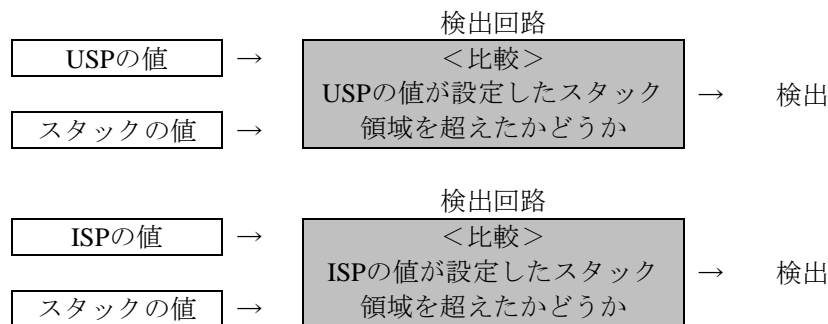 検出回路
USPの値 → ＜比較＞
USPの値が設定したスタック → 検出
スタックの値 → 領域を超えたかどうか
検出回路
ISPの値 → ＜比較＞
ISPの値が設定したスタック → 検出
スタックの値 → 領域を超えたかどうか